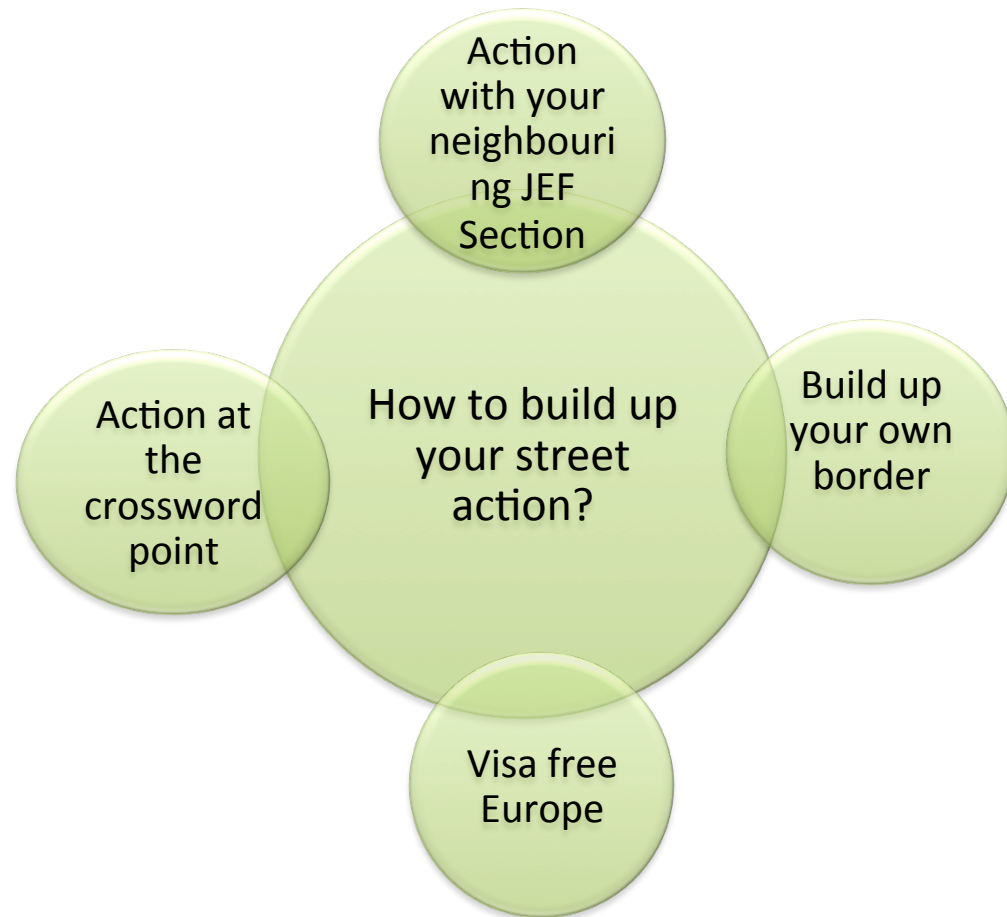 Action
with your
neighbouri
ng JEF
Section
How to build up
your street
action?
Build up
your own
border
Action at
the
crossword
point
Visa free
Europe